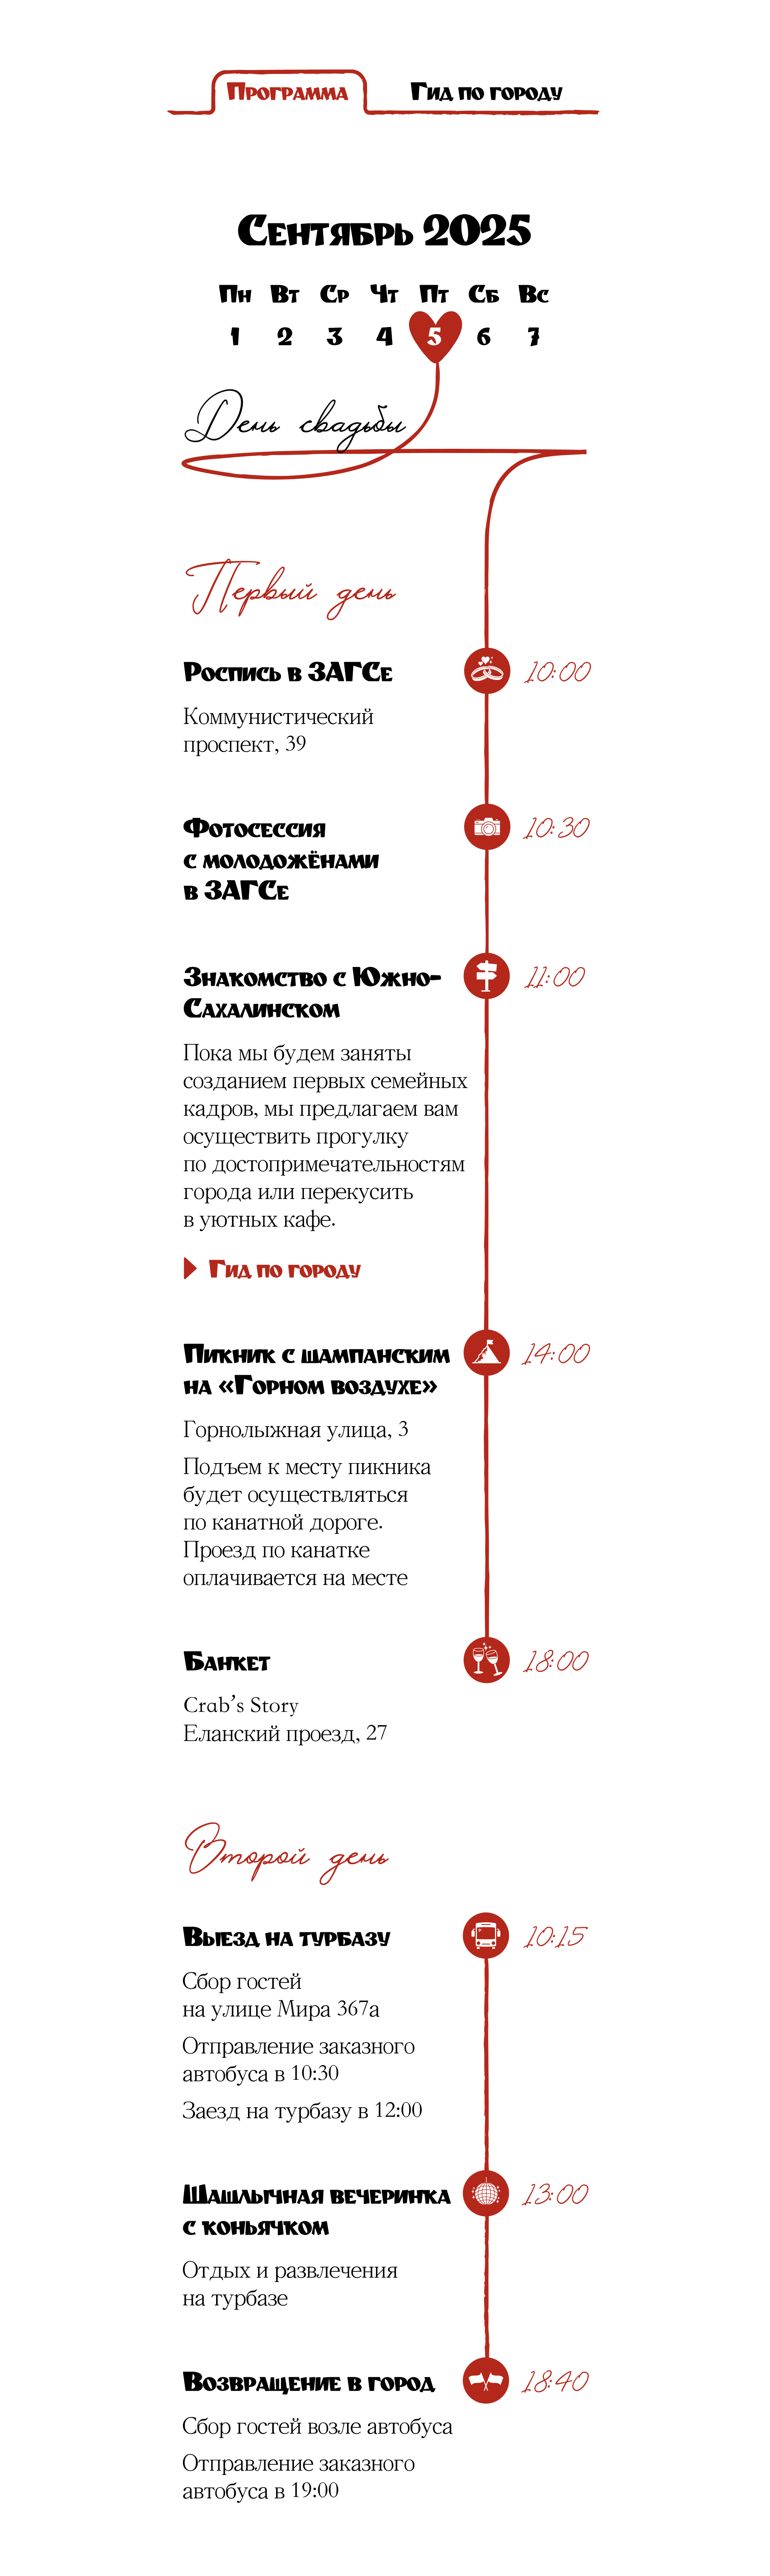 Программа Гид по городу
Сентябрь 2025
Пн Вт Ср Чт Пт Сб Вс
1 2 3 4 5 6 7
День свадьбы
Первый день
Роспись в ЗАГСе 10:00
Коммунистический
проспект, 39
Фотосессия 10:30
с молодожёнами
в ЗАГСе
Знакомство с Южно- 11:00
Сахалинском
Пока мы будем заняты
созданием первых семейных
кадров, мы предлагаем вам
осуществить прогулку
по достопримечательностям
города или перекусить
в уютных кафе.
Гид по городу
Пикник с шампанским 14:00
на «Горном воздухе»
Горнолыжная улица, 3
Подъем к месту пикника
будет осуществляться
по канатной дороге.
Проезд по канатке
оплачивается на месте
Банкет 18:00
Crab’s Story
Еланский проезд, 27
Второй день
Выезд на турбазу 10:15
Сбор гостей
на улице Мира 367а
Отправление заказного
автобуса в 10:30
Заезд на турбазу в 12:00
Шашлычная вечеринка 13:00
с коньячком
Отдых и развлечения
на турбазе
Возвращение в город 18:40
Сбор гостей возле автобуса
Отправление заказного
автобуса в 19:00